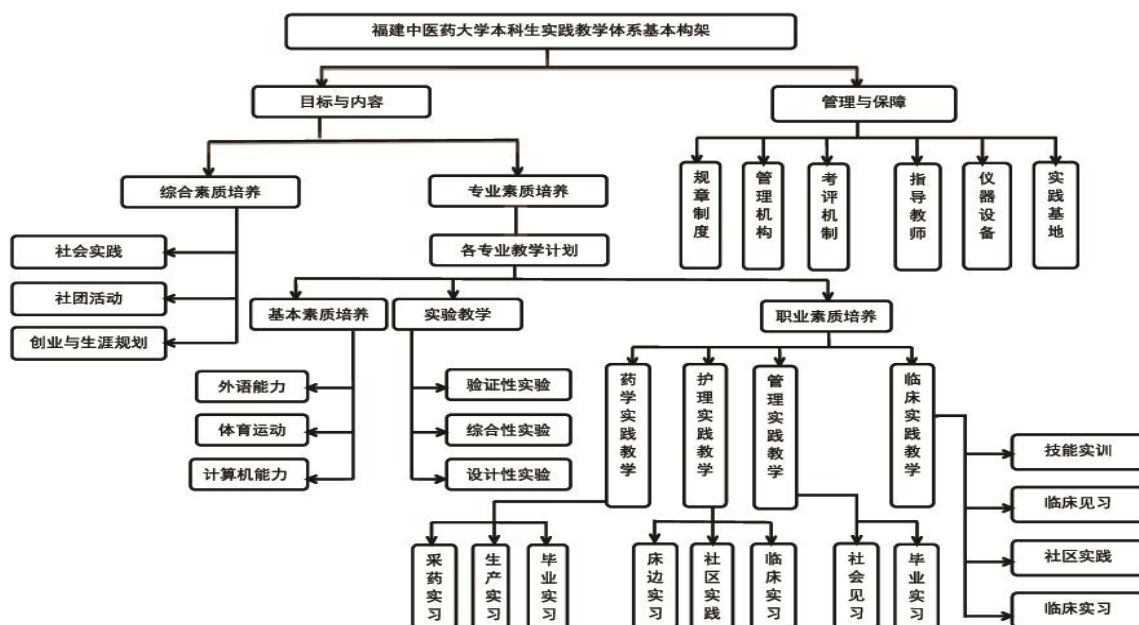 福建中医药大学本科生实践教学体系基本构架
目标与内容
管理与保障
规章制度
管理机构
考评机制
指导教师
仪器设备
实践基地
综合素质培养
专业素质培养
社会实践
社团活动
创业与生涯规划
各专业教学计划
基本素质培养
实验教学
职业素质培养
外语能力
体育运动
计算机能力
验证性实验
综合性实验
设计性实验
药学实践教学
护理实践教学
管理实践教学
临床实践教学
技能实训
临床见习
社区实践
临床实习
采药实习
生产实习
毕业实习
床边实习
社区实践
临床实习
社会见习
毕业实习